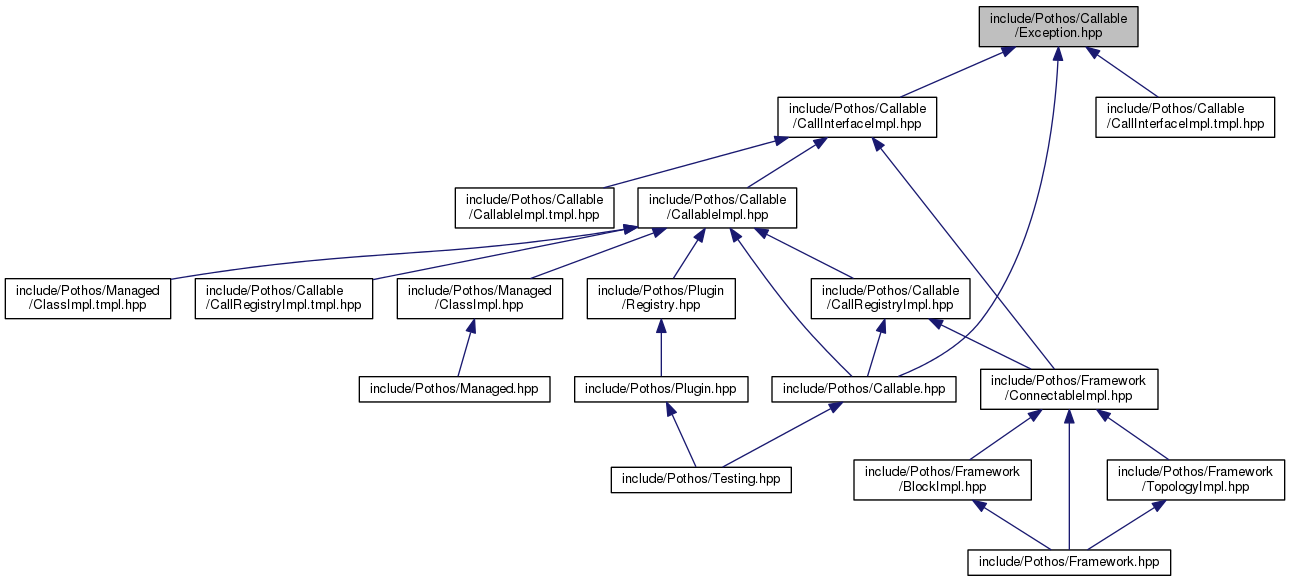 include/Pothos/Callable
/Exception.hpp
include/Pothos/Callable
/CallInterfaceImpl.hpp
include/Pothos/Callable
/CallInterfaceImpl.tmpl.hpp
include/Pothos/Callable
/CallableImpl.tmpl.hpp
include/Pothos/Callable
/CallableImpl.hpp
include/Pothos/Managed
/ClassImpl.tmpl.hpp
include/Pothos/Callable
/CallRegistryImpl.tmpl.hpp
include/Pothos/Managed
/ClassImpl.hpp
include/Pothos/Plugin
/Registry.hpp
include/Pothos/Callable
/CallRegistryImpl.hpp
include/Pothos/Managed.hpp
include/Pothos/Plugin.hpp
include/Pothos/Callable.hpp
include/Pothos/Framework
/ConnectableImpl.hpp
include/Pothos/Testing.hpp
include/Pothos/Framework
/BlockImpl.hpp
include/Pothos/Framework
/TopologyImpl.hpp
include/Pothos/Framework.hpp